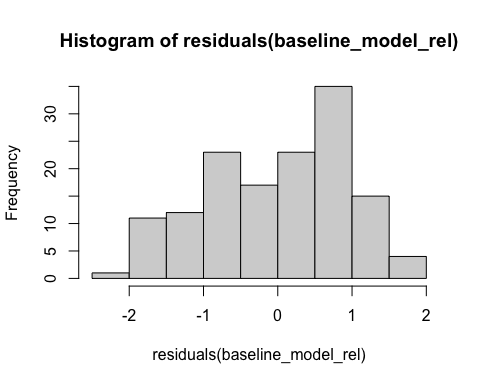 Histogram of residuals(baseline_model_rel)
Frequency
30
20
10
5
0
-2 -1 0 1 2
residuals(baseline_model_rel)